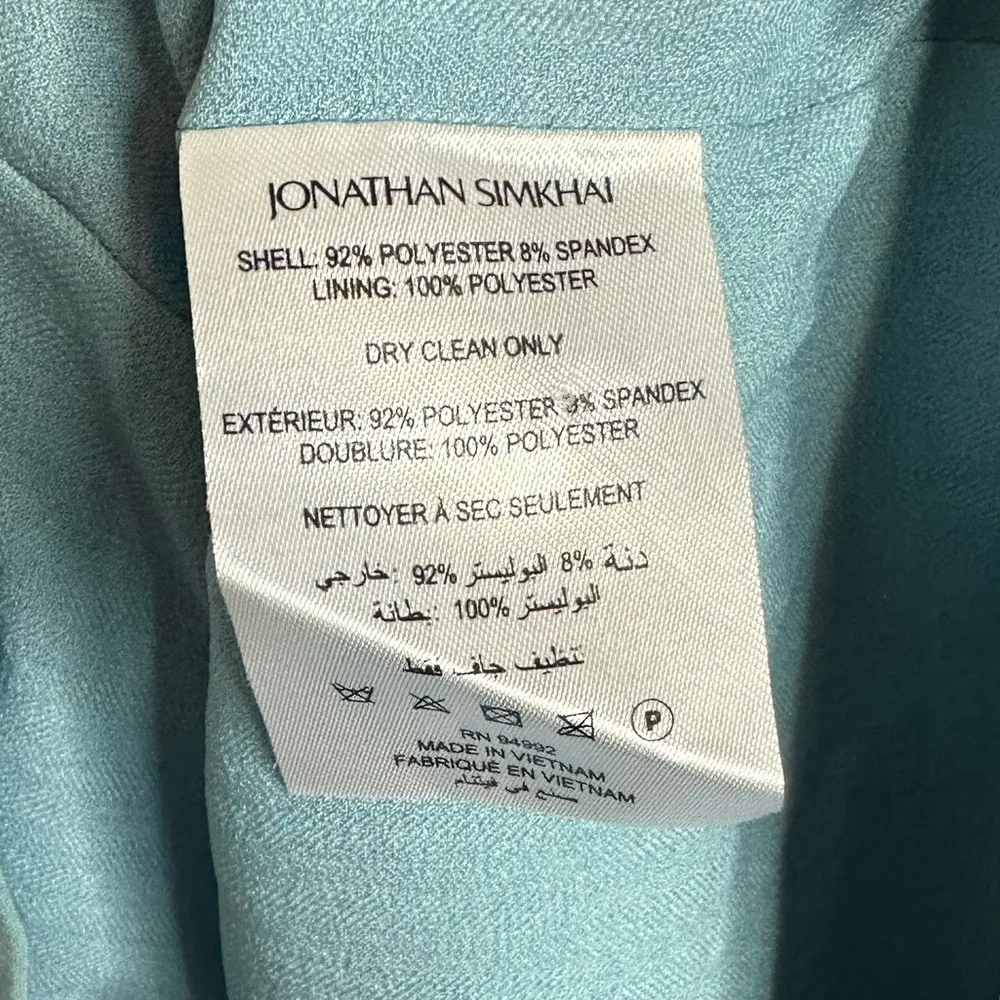 JONATHAN SIMKHAI
SHELL: 92% POLYESTER 8% SPANDEX
LINING: 100% POLYESTER
DRY CLEAN ONLY
EXTÉRIEUR: 92% POLYESTER SPANDEX
DOUBLURE: 100% POLYESTER
NETTOYER À SEC SEULEMENT
خارجي: 92% البوليستر 8% دنة
بطانة: 100% البوليستر
تنظيف جاف فقط
P
RN 94992
MADE IN VIETNAM
FABRIQUÉ EN VIETNAM
صنع في فيتنام